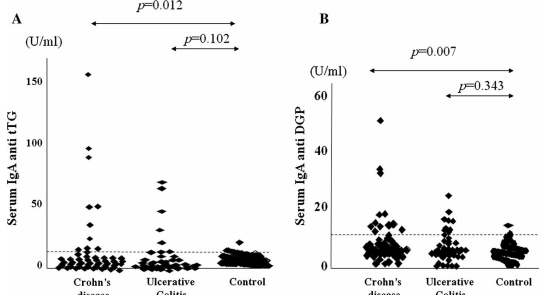 A
p=0.012
(U/ml)
p=0.102
Serum IgA anti tTG
150
100
50
0
Crohn's
disease
Ulcerative
Colitis
Control
B
p=0.007
(U/ml)
p=0.343
Serum IgA anti DGP
60
40
20
0
Crohn's
disease
Ulcerative
Colitis
Control